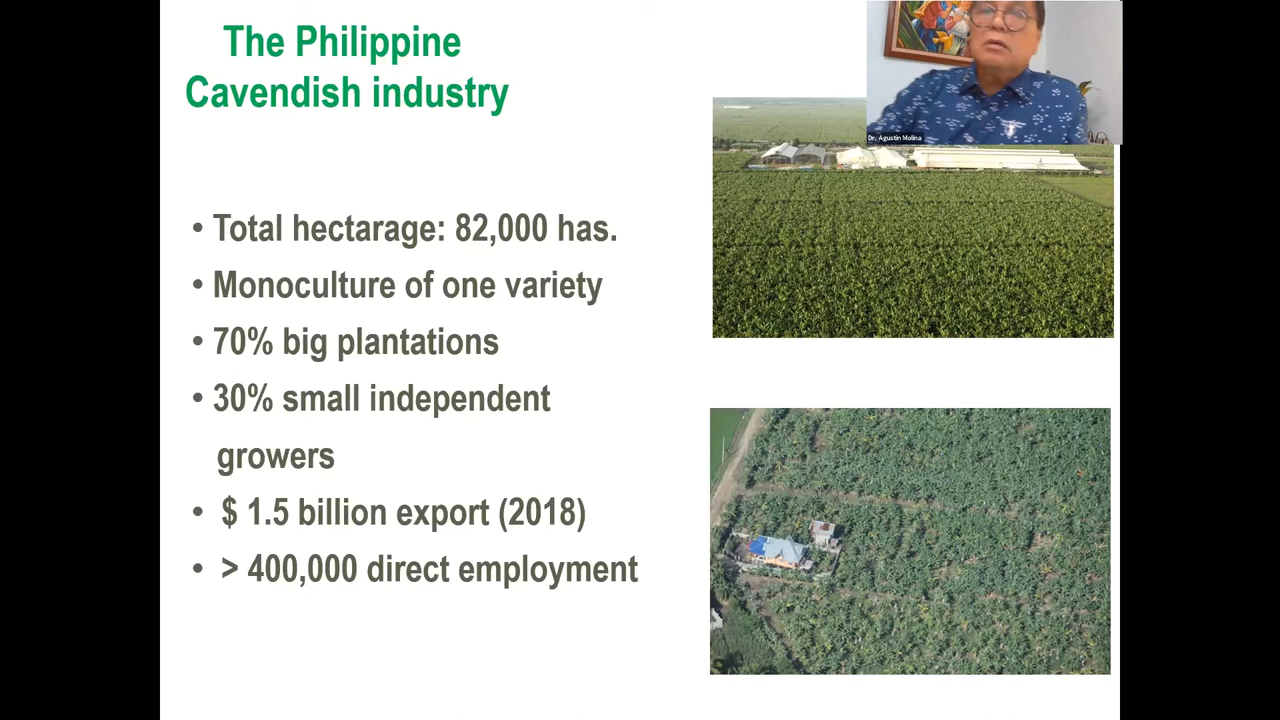 The Philippine
Cavendish industry
Dr. Agustin Molina
• Total hectarage: 82,000 has.
• Monoculture of one variety
• 70% big plantations
• 30% small independent
growers
• $ 1.5 billion export (2018)
• > 400,000 direct employment